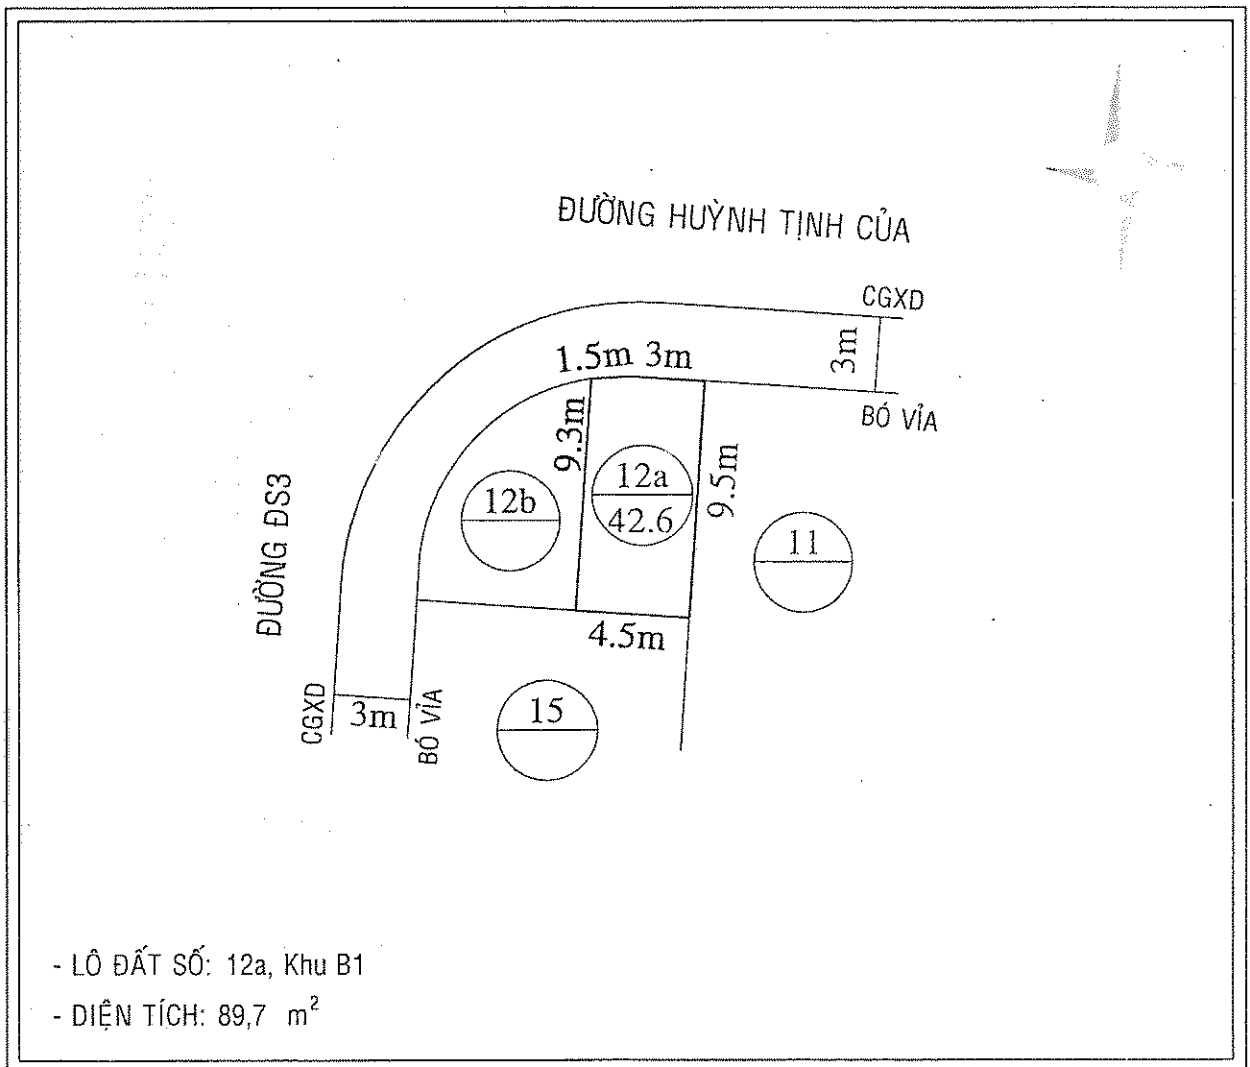 ĐƯỜNG HUỲNH TỊNH CỦA
CGXD
3m
BÓ VỈA
1.5m 3m
9.3m
12a
42.6
9.5m
12b
11
ĐƯỜNG ĐS3
4.5m
15
CGXD
3m
BÓ VỈA
- LÔ ĐẤT SỐ: 12a, Khu B1
- DIỆN TÍCH: 89,7 m²